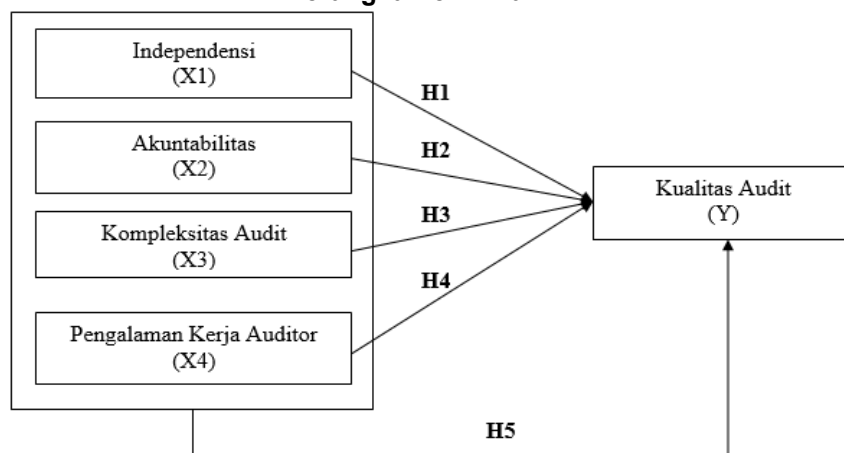 Independensi
(X1)
H1
Akuntabilitas
(X2)
H2
Kualitas Audit
(Y)
Kompleksitas Audit
(X3)
H3
H4
Pengalaman Kerja Auditor
(X4)
H5